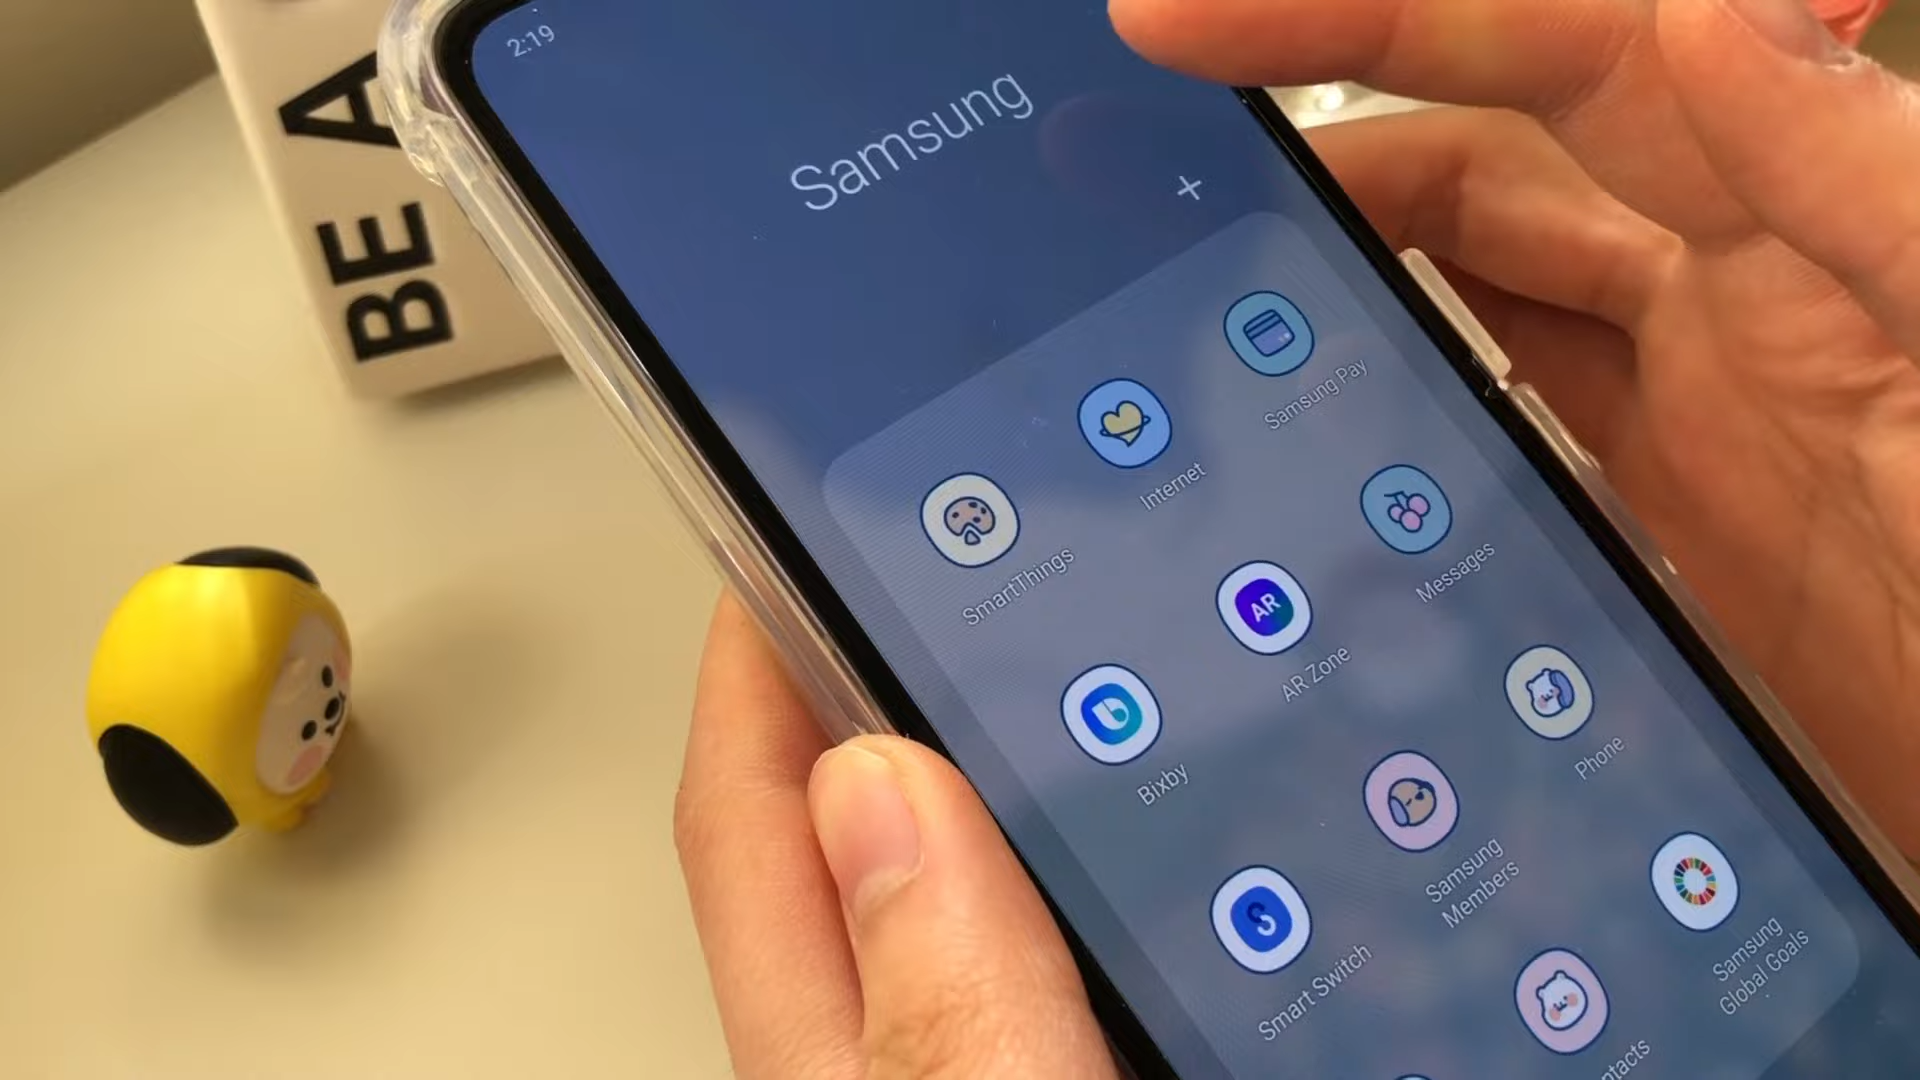 BE A
2:19
Samsung
+
SmartThings
Internet
Samsung Pay
Bixby
AR
AR Zone
Messages
S
Smart Switch
Samsung
Members
Phone
ntacts
Samsung
Global Goals